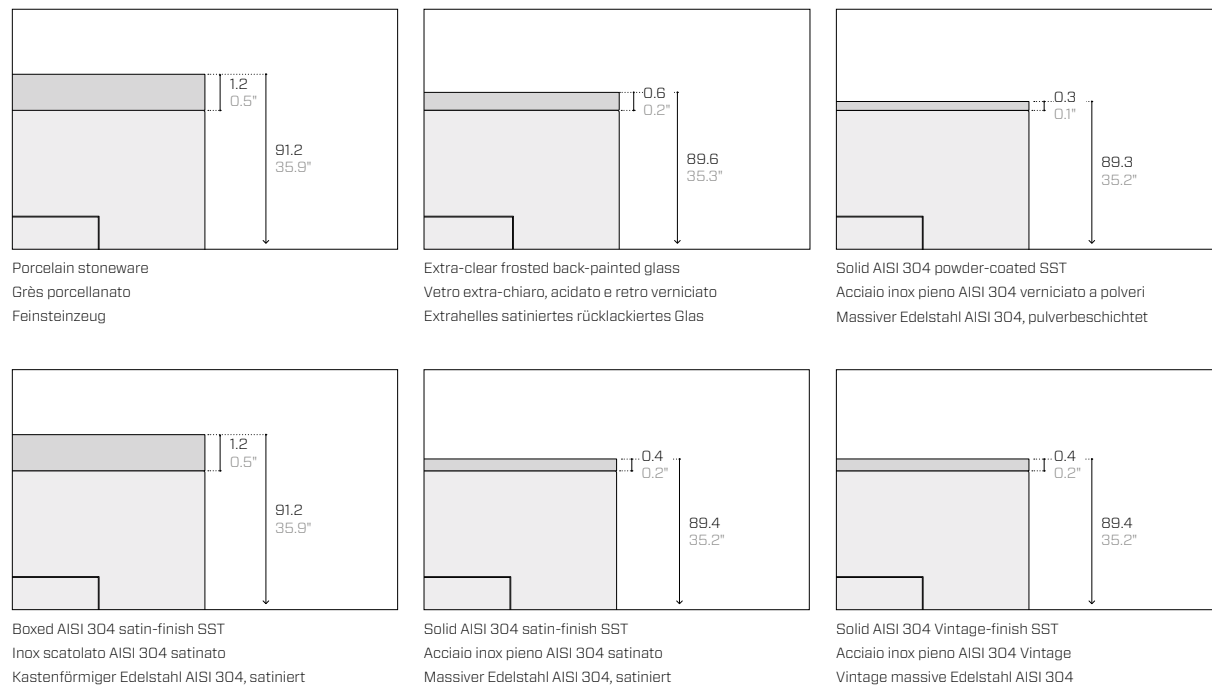 1.2
0.5"
91.2
35.9"
Porcelain stoneware
Grès porcellanato
Feinsteinzeug
0.6
0.2"
89.6
35.3"
Extra-clear frosted back-painted glass
Vetro extra-chiaro, acidato e retro verniciato
Extrahelles satiniertes rücklackiertes Glas
0.3
0.1"
89.3
35.2"
Solid AISI 304 powder-coated SST
Acciaio inox pieno AISI 304 verniciato a polveri
Massiver Edelstahl AISI 304, pulverbeschichtet
1.2
0.5"
91.2
35.9"
Boxed AISI 304 satin-finish SST
Inox scatolato AISI 304 satinato
Kastenförmiger Edelstahl AISI 304, satiniert
0.4
0.2"
89.4
35.2"
Solid AISI 304 satin-finish SST
Acciaio inox pieno AISI 304 satinato
Massiver Edelstahl AISI 304, satiniert
0.4
0.2"
89.4
35.2"
Solid AISI 304 Vintage-finish SST
Acciaio inox pieno AISI 304 Vintage
Vintage massive Edelstahl AISI 304